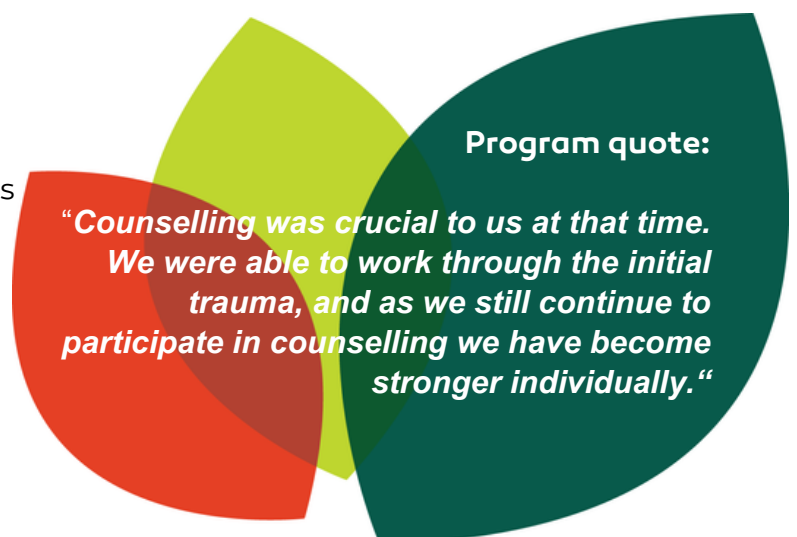 Program quote:
s
“Counselling was crucial to us at that time.
We were able to work through the initial
trauma, and as we still continue to
participate in counselling we have become
stronger individually.“